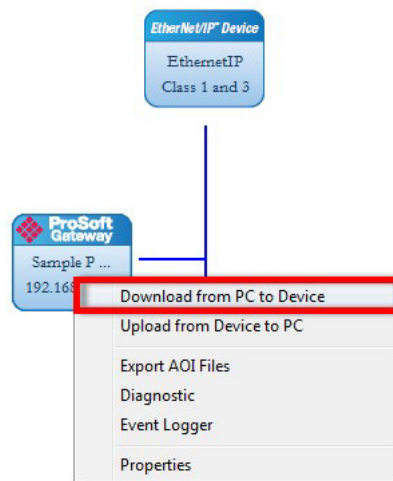 EtherNet/IP™ Device
EthernetIP
Class 1 and 3
ProSoft
Gateway
Sample P ...
192.168
Download from PC to Device
Upload from Device to PC
Export AOI Files
Diagnostic
Event Logger
Properties